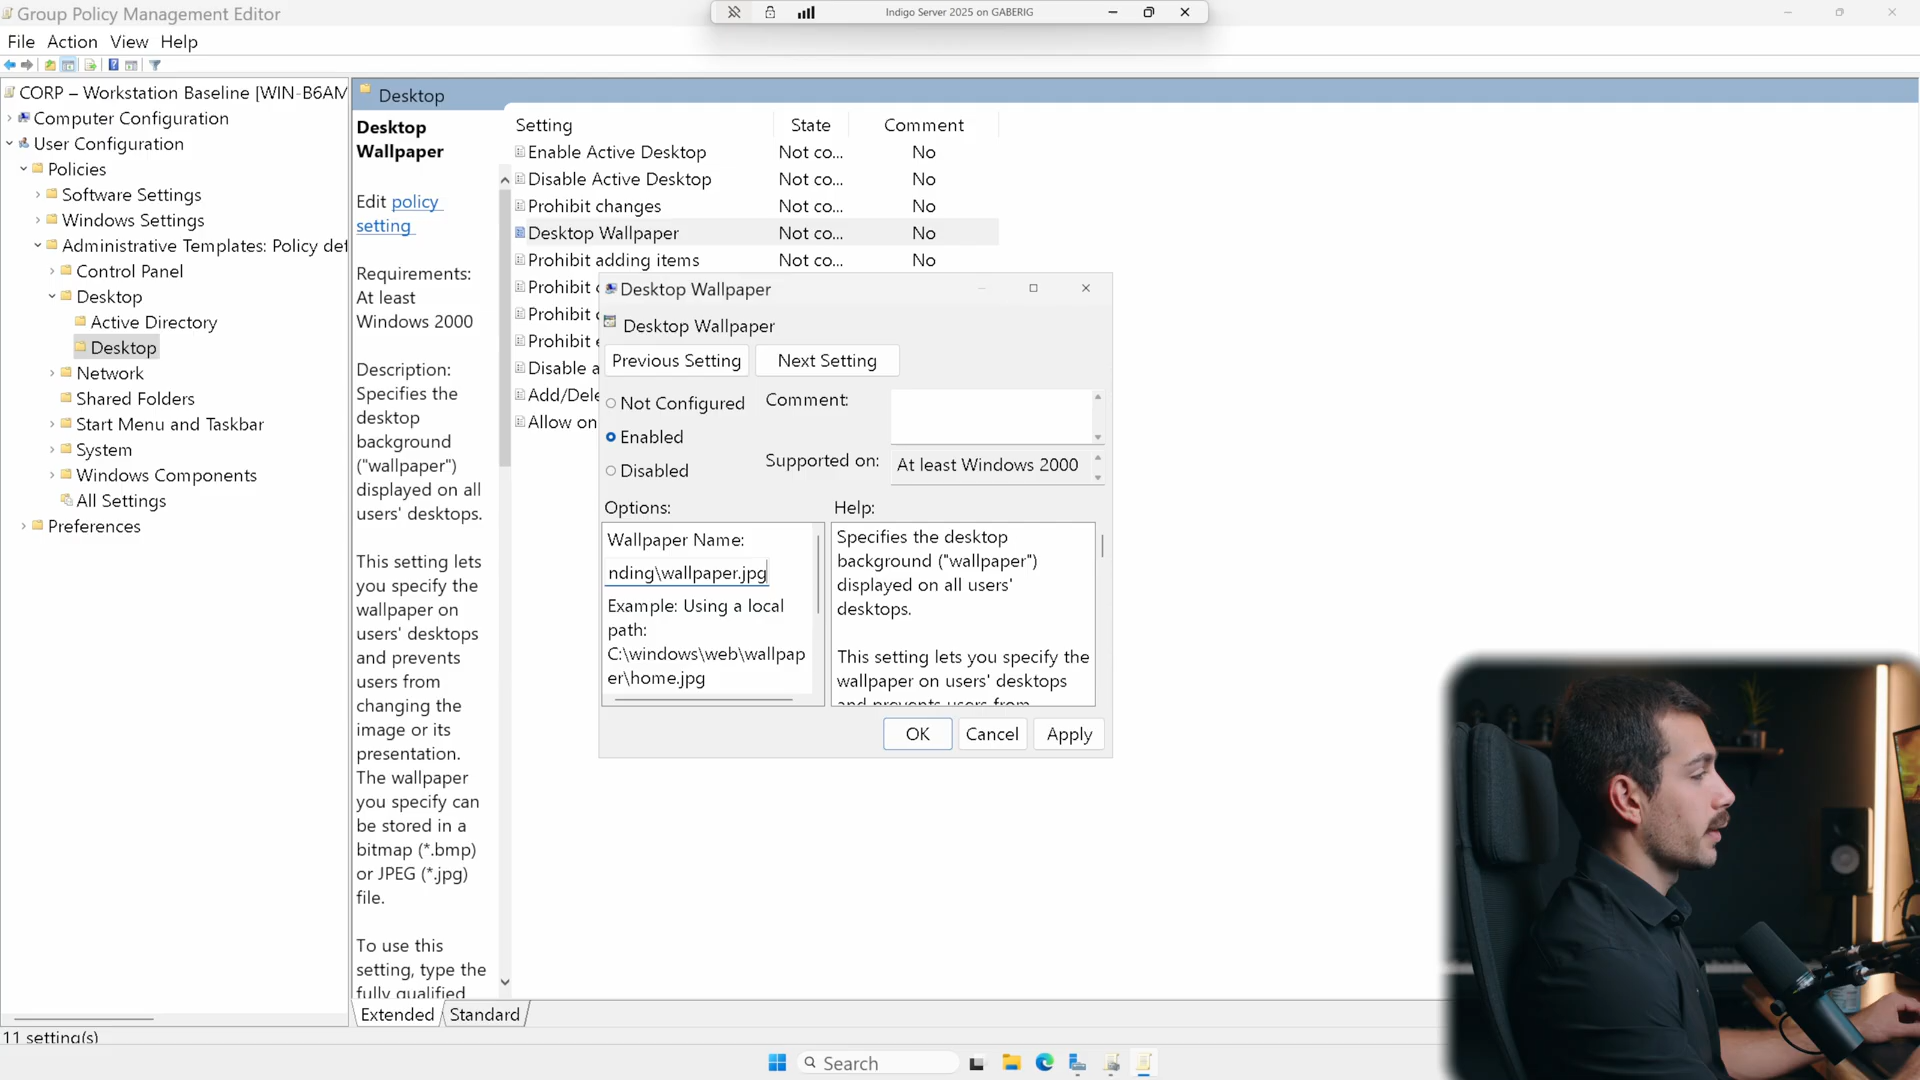 Group Policy Management Editor
Indigo Server 2025 on GABERIG
File Action View Help
CORP – Workstation Baseline [WIN-B6AM
Computer Configuration
User Configuration
Policies
Software Settings
Windows Settings
Administrative Templates: Policy def
Control Panel
Desktop
Active Directory
Desktop
Network
Shared Folders
Start Menu and Taskbar
System
Windows Components
All Settings
Preferences
Desktop
Desktop
Wallpaper
Edit policy
setting
Requirements:
At least
Windows 2000
Description:
Specifies the
desktop
background
("wallpaper")
displayed on all
users' desktops.
This setting lets
you specify the
wallpaper on
users' desktops
and prevents
users from
changing the
image or its
presentation.
The wallpaper
you specify can
be stored in a
bitmap (*.bmp)
or JPEG (*.jpg)
file.
To use this
setting, type the
fully qualified
Setting State Comment
Enable Active Desktop Not co... No
Disable Active Desktop Not co... No
Prohibit changes Not co... No
Desktop Wallpaper Not co... No
Prohibit adding items Not co... No
Prohibit
Prohibit
Prohibit
Disable a
Add/Dele
Allow on
Desktop Wallpaper
Desktop Wallpaper
Previous Setting Next Setting
Not Configured
Enabled
Disabled
Comment:
Supported on: At least Windows 2000
Options:
Wallpaper Name:
nding\wallpaper.jpg
Example: Using a local
path:
C:\windows\web\wallpap
er\home.jpg
Help:
Specifies the desktop
background ("wallpaper")
displayed on all users'
desktops.
This setting lets you specify the
wallpaper on users' desktops
and prevents users from
OK Cancel Apply
Extended Standard
11 setting(s)
Search